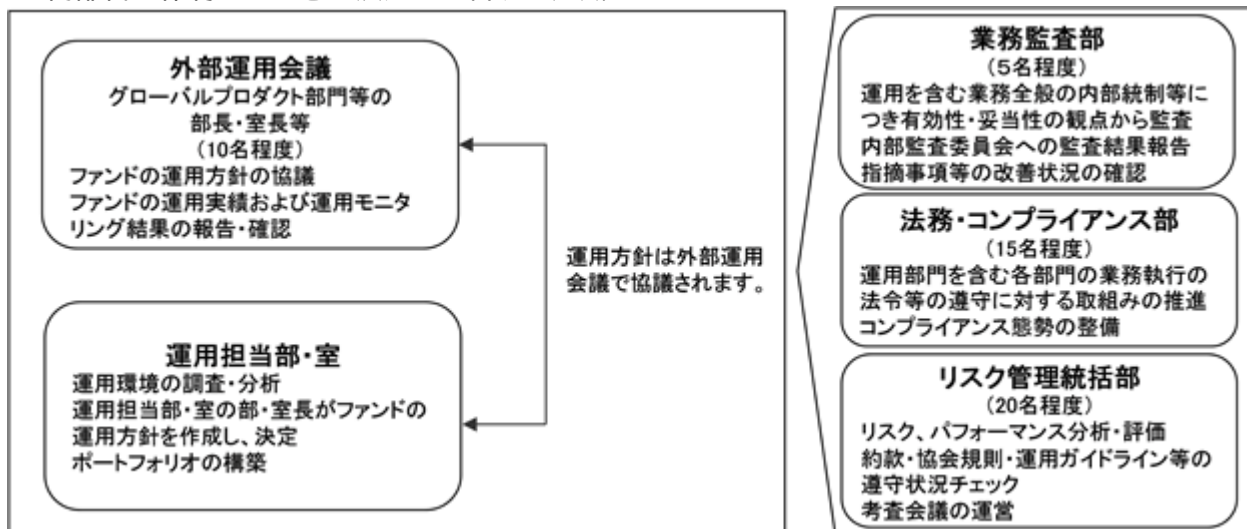 外部運用会議
グローバルプロダクト部門等の
部長・室長等
(10名程度)
ファンドの運用方針の協議
ファンドの運用実績および運用モニタ
リング結果の報告・確認
運用方針は外部運用
会議で協議されます。
運用担当部・室
運用環境の調査・分析
運用担当部・室の部・室長がファンドの
運用方針を作成し、決定
ポートフォリオの構築
業務監査部
(5名程度)
運用を含む業務全般の内部統制等に
つき有効性・妥当性の観点から監査
内部監査委員会への監査結果報告
指摘事項等の改善状況の確認
法務・コンプライアンス部
(15名程度)
運用部門を含む各部門の業務執行の
法令等の遵守に対する取組みの推進
コンプライアンス態勢の整備
リスク管理統括部
(20名程度)
リスク、パフォーマンス分析・評価
約款・協会規則・運用ガイドライン等の
遵守状況チェック
考査会議の運営